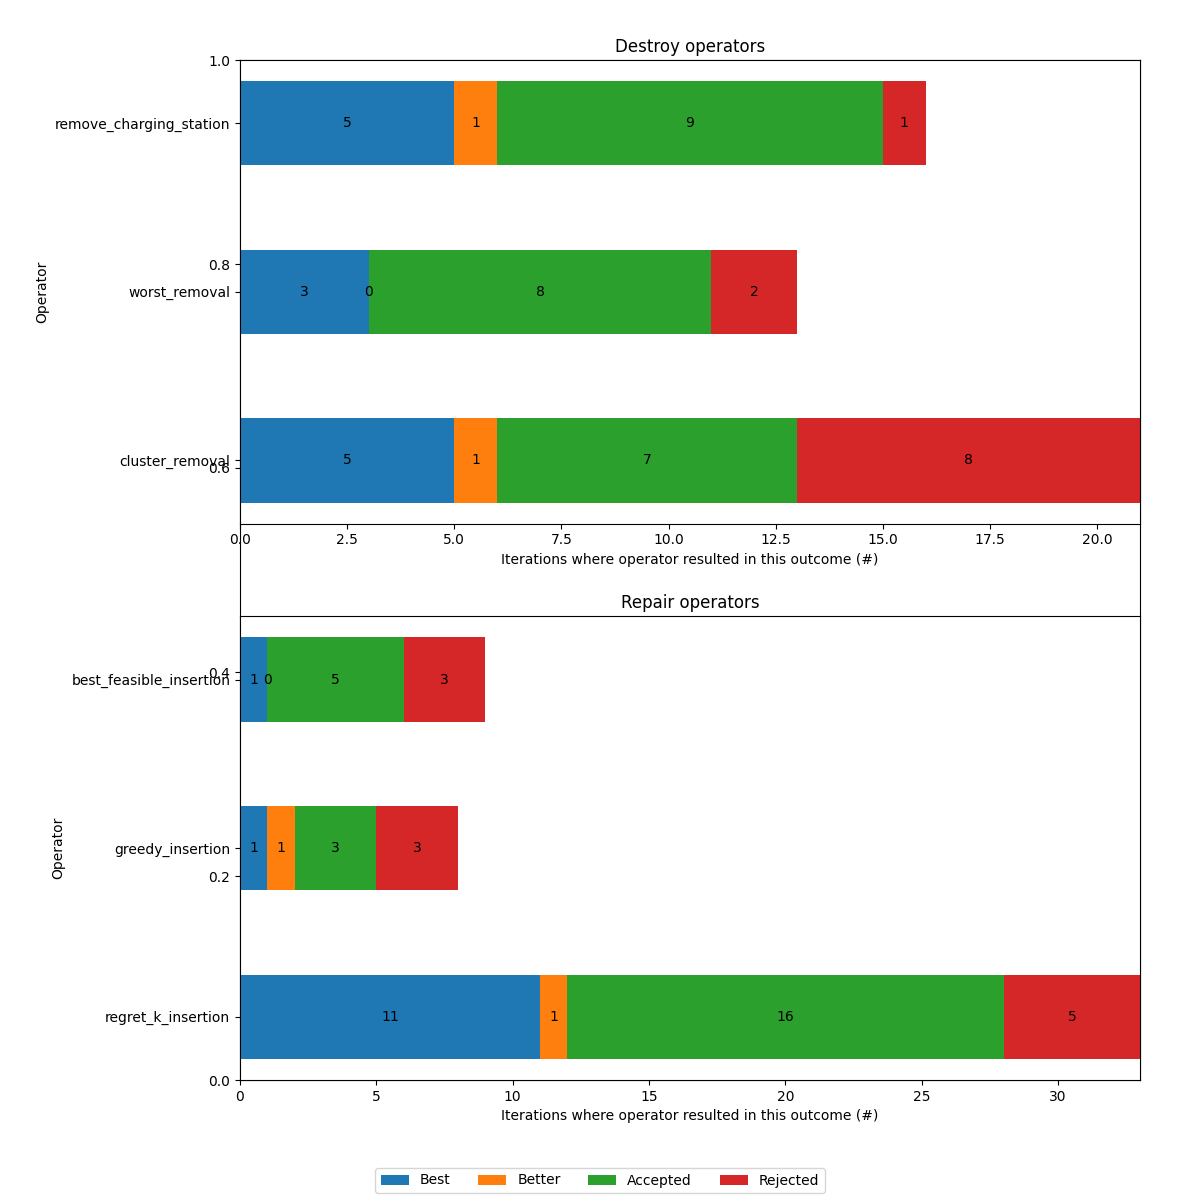 Destroy operators
1.0
remove_charging_station
5 1 9 1
0.8
worst_removal
3 0 8 2
Operator
cluster_removal
0.6
5 1 7 8
0.0 2.5 5.0 7.5 10.0 12.5 15.0 17.5 20.0
Iterations where operator resulted in this outcome (#)
Repair operators
0.4
best_feasible_insertion
1 0 5 3
greedy_insertion
1 1 3 3
Operator
0.2
regret_k_insertion
11 1 16 5
0.0
0 5 10 15 20 25 30
Iterations where operator resulted in this outcome (#)
Best Better Accepted Rejected